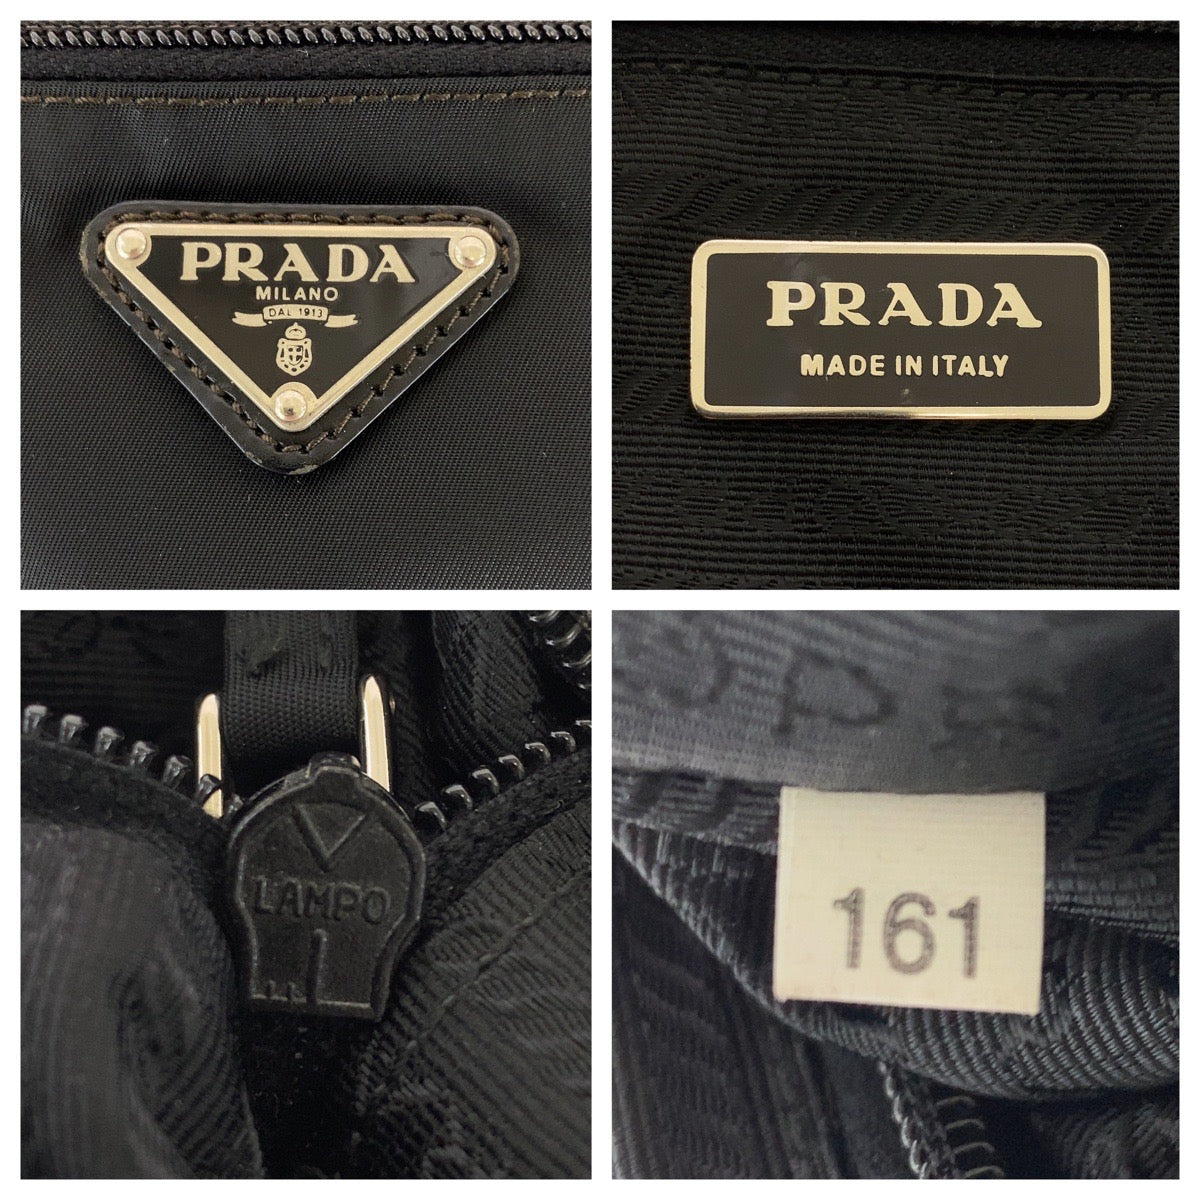 PRADA
MILANO
DAL 1913
PRADA
MADE IN ITALY
LAMPO
161